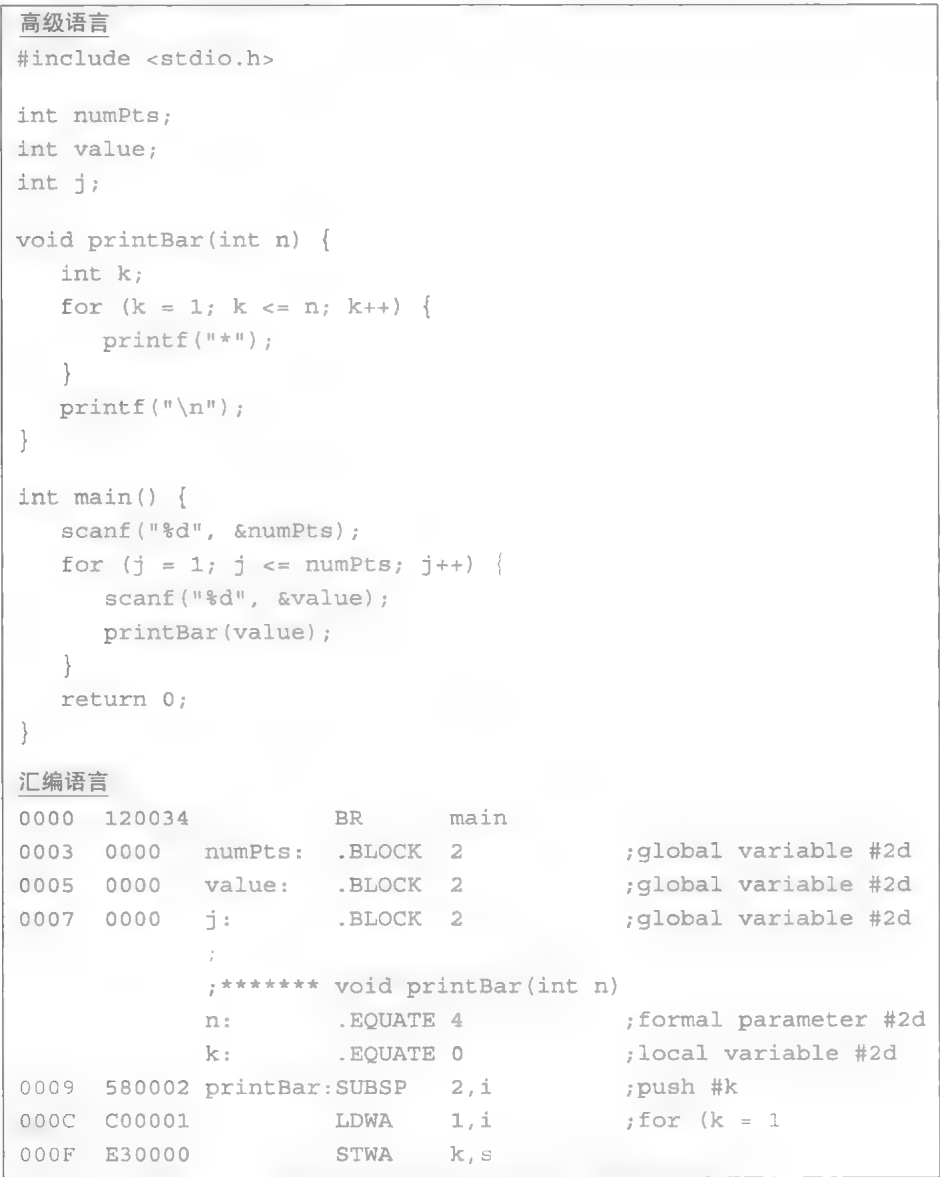 高级语言
#include <stdio.h>
int numPts;
int value;
int j;
void printBar(int n) {
   int k;
   for (k = 1; k <= n; k++) {
      printf("*");
   }
   printf("\n");
}
int main() {
   scanf("%d", &numPts);
   for (j = 1; j <= numPts; j++) {
      scanf("%d", &value);
      printBar(value);
   }
   return 0;
}
汇编语言
0000  120034          BR      main
0003  0000  numPts:  .BLOCK  2          ;global variable #2d
0005  0000  value:   .BLOCK  2          ;global variable #2d
0007  0000  j:       .BLOCK  2          ;global variable #2d
            ;
            ;******* void printBar(int n)
            n:       .EQUATE 4          ;formal parameter #2d
            k:       .EQUATE 0          ;local variable #2d
0009  580002 printBar:SUBSP   2,i        ;push #k
000C  C00001          LDWA    1,i        ;for (k = 1
000F  E30000          STWA    k,s